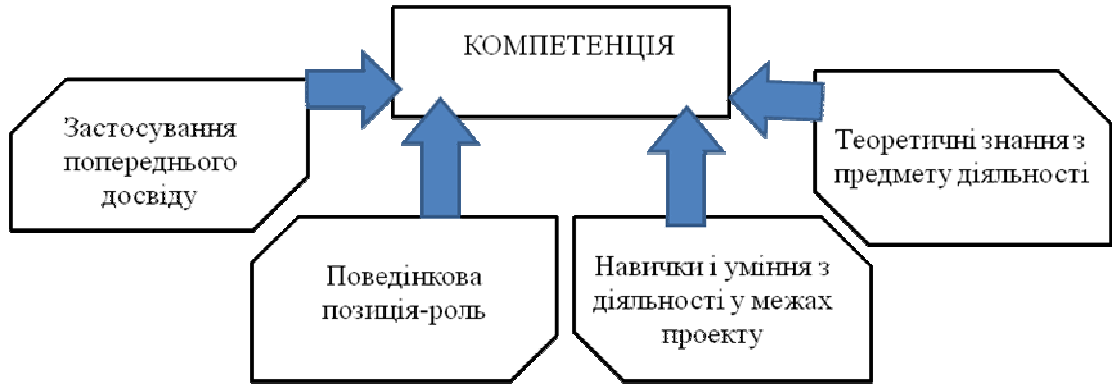 КОМПЕТЕНЦІЯ
Застосування
попереднього
досвіду
Поведінкова
позиція-роль
Навички і уміння з
діяльності у межах
проекту
Теоретичні знання з
предмету діяльності